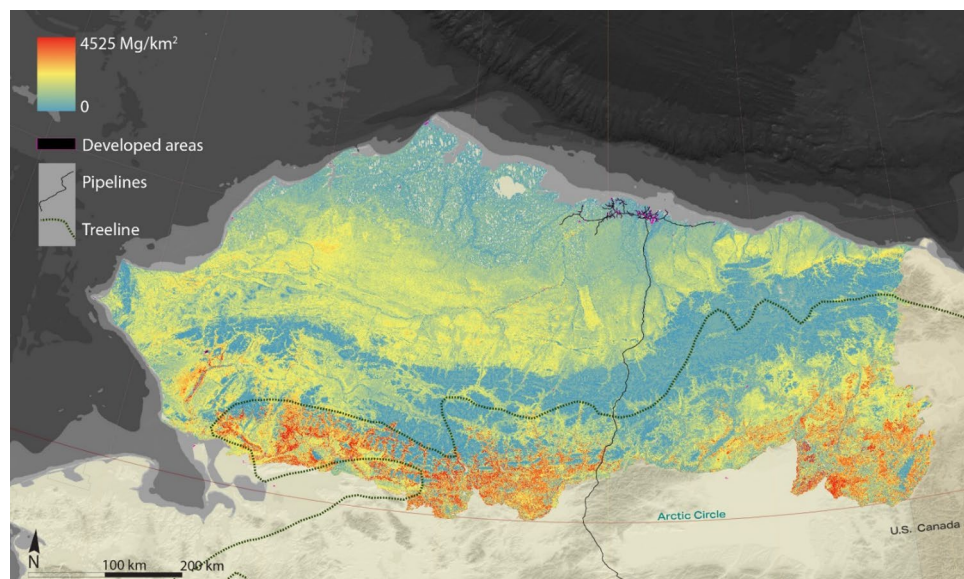 4525 Mg/km²
0
Developed areas
Pipelines
Treeline
Arctic Circle
U.S. Canada
N
100 km
200 km